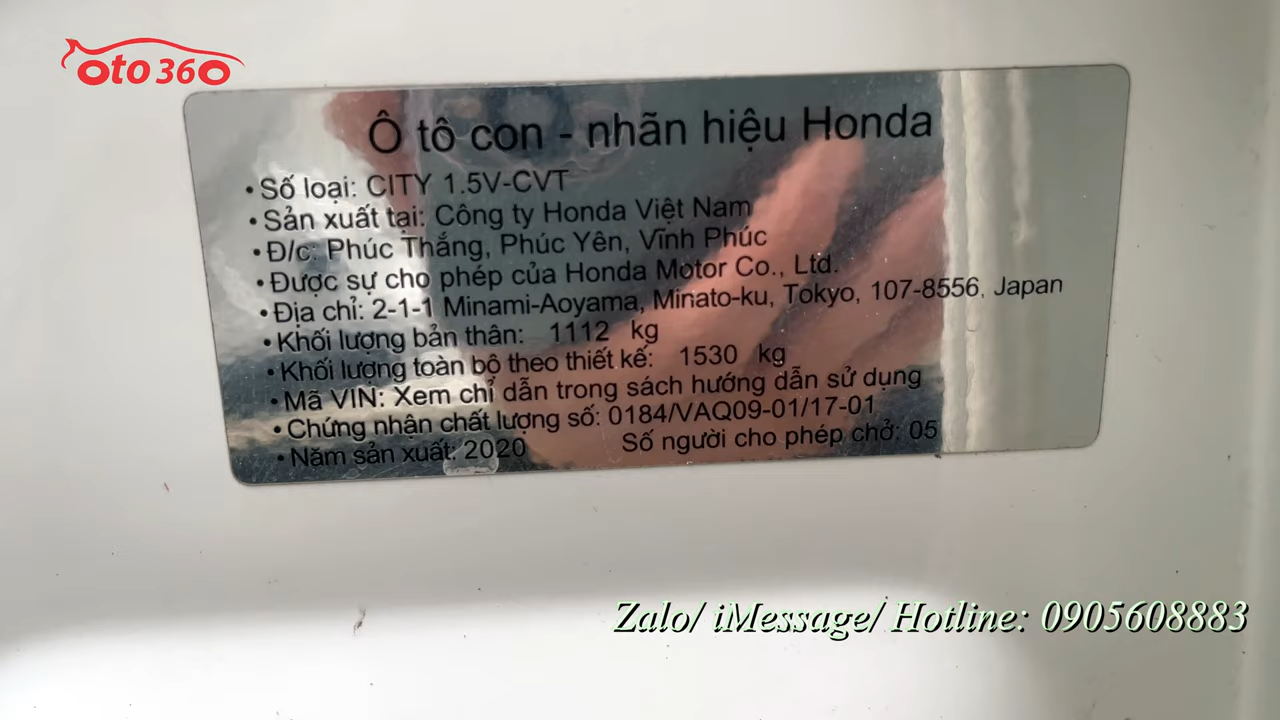 oto360
Ô tô con - nhãn hiệu Honda
• Số loại: CITY 1.5V-CVT
• Sản xuất tại: Công ty Honda Việt Nam
• Đ/c: Phúc Thắng, Phúc Yên, Vĩnh Phúc
• Được sự cho phép của Honda Motor Co., Ltd.
• Địa chỉ: 2-1-1 Minami-Aoyama, Minato-ku, Tokyo, 107-8556, Japan
• Khối lượng bản thân: 1112 kg
• Khối lượng toàn bộ theo thiết kế: 1530 kg
• Mã VIN: Xem chỉ dẫn trong sách hướng dẫn sử dụng
• Chứng nhận chất lượng số: 0184/VAQ09-01/17-01
• Năm sản xuất: 2020 Số người cho phép chở: 05
Zalo/ iMessage/ Hotline: 0905608883